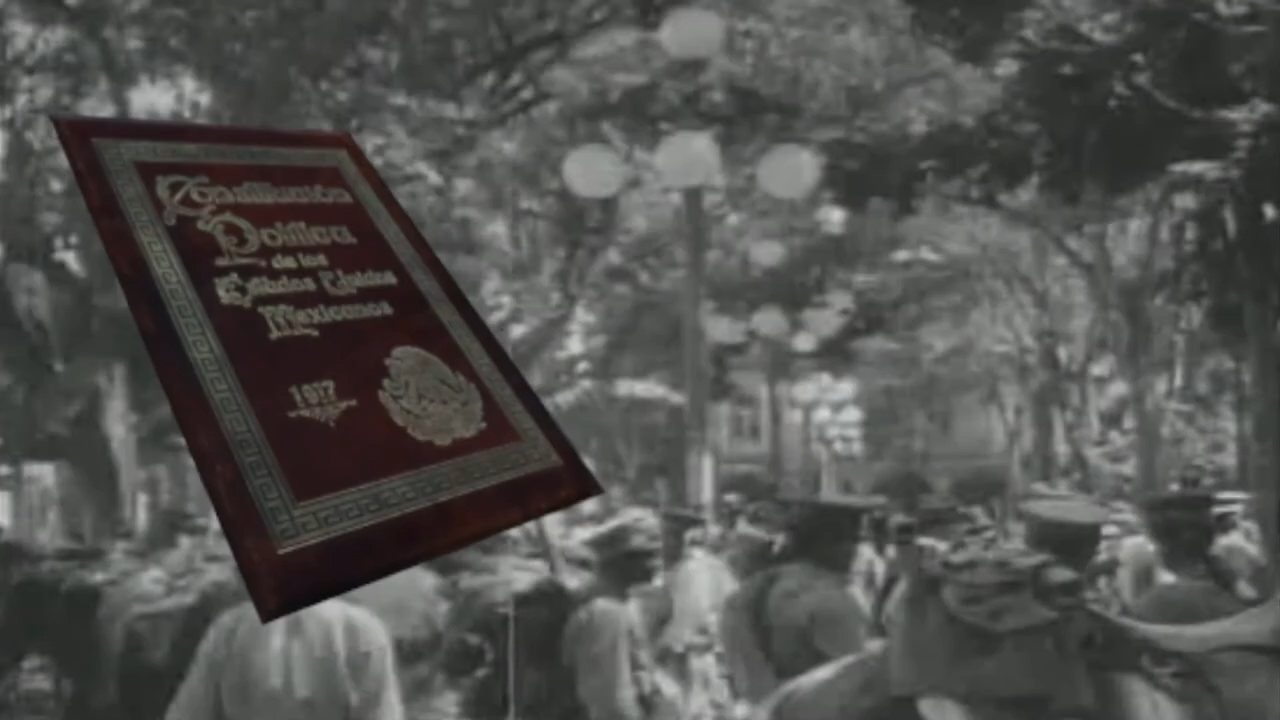 Constitución
Política
de los
Estados Unidos
Mexicanos
1917